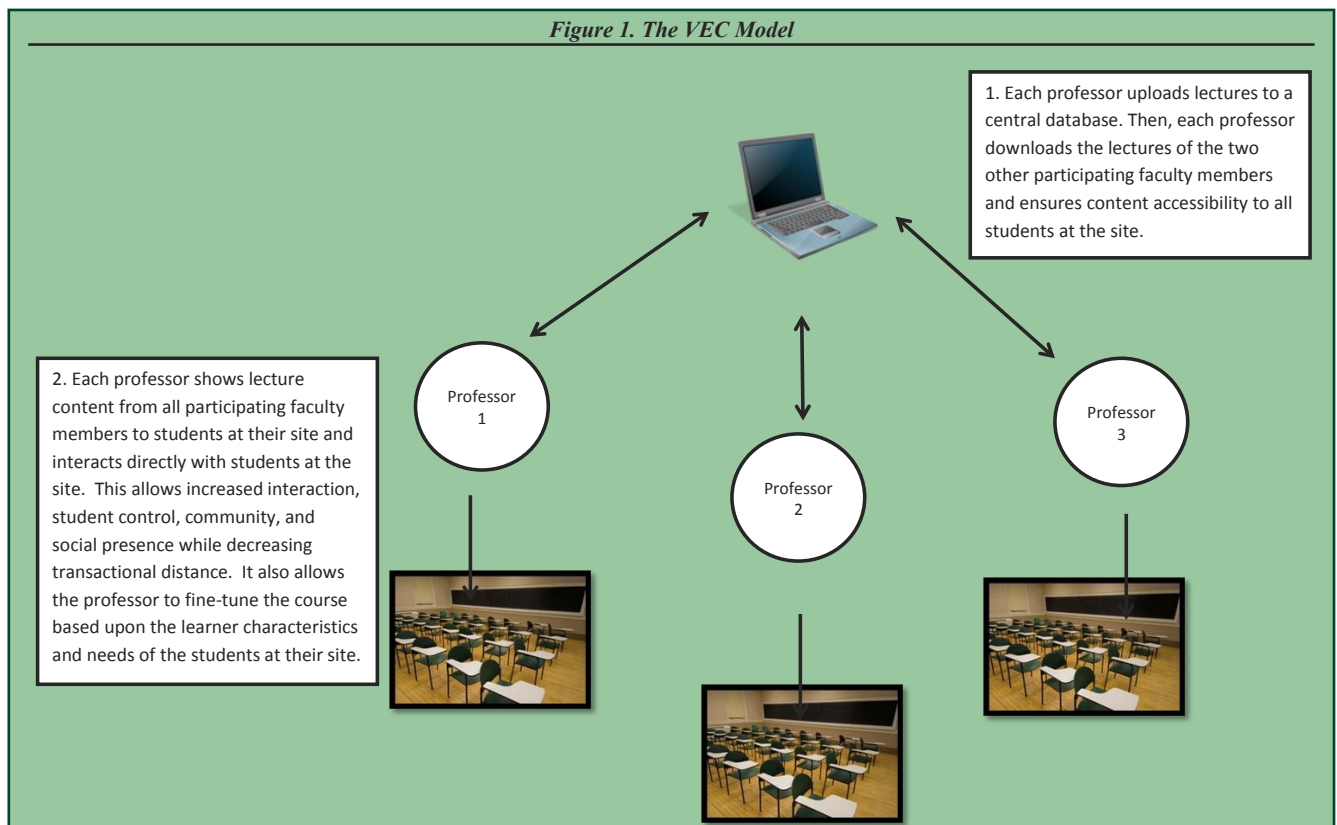 Figure 1. The VEC Model
1. Each professor uploads lectures to a
central database. Then, each professor
downloads the lectures of the two
other participating faculty members
and ensures content accessibility to all
students at the site.
2. Each professor shows lecture
content from all participating faculty
members to students at their site and
interacts directly with students at the
site. This allows increased interaction,
student control, community, and
social presence while decreasing
transactional distance. It also allows
the professor to fine-tune the course
based upon the learner characteristics
and needs of the students at their site.
Professor
1
Professor
2
Professor
3